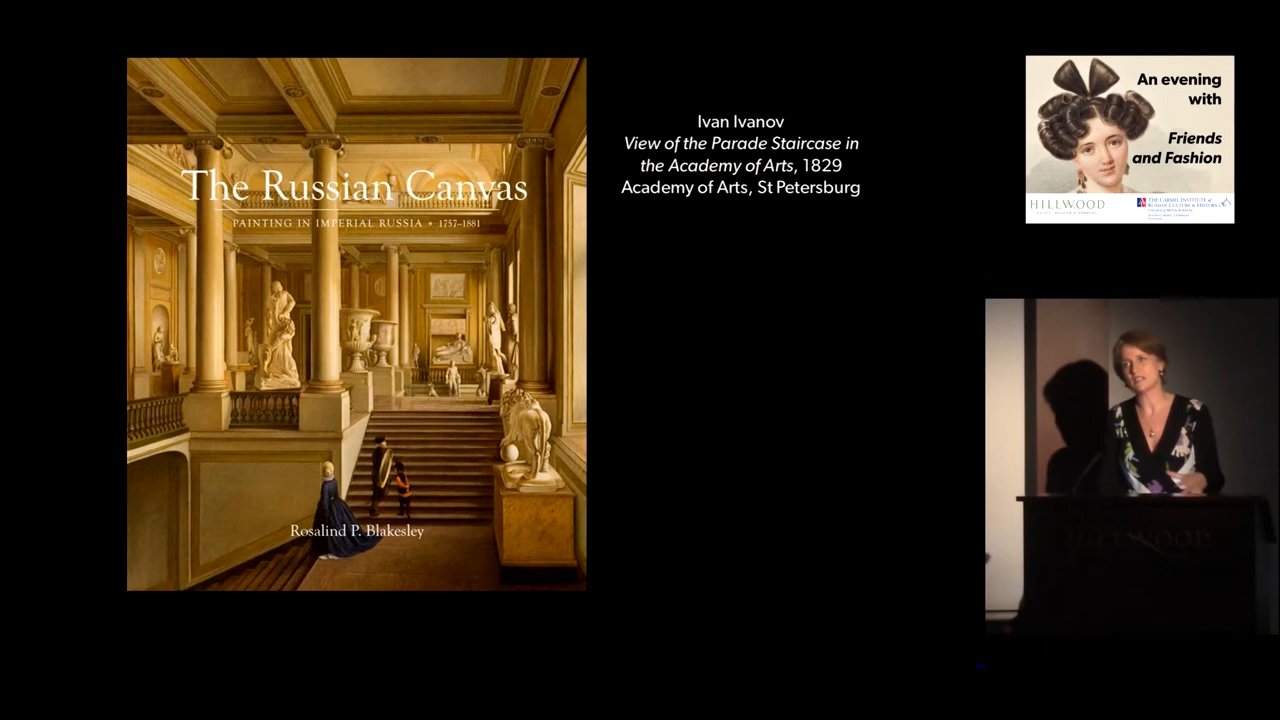 The Russian Canvas
PAINTING IN IMPERIAL RUSSIA • 1757–1881
Rosalind P. Blakesley
Ivan Ivanov
View of the Parade Staircase in
the Academy of Arts, 1829
Academy of Arts, St Petersburg
An evening
with
Friends
and Fashion
HILLWOOD
THE CARMEL INSTITUTE
RUSSIAN CULTURE & HISTORY
HILLWOOD